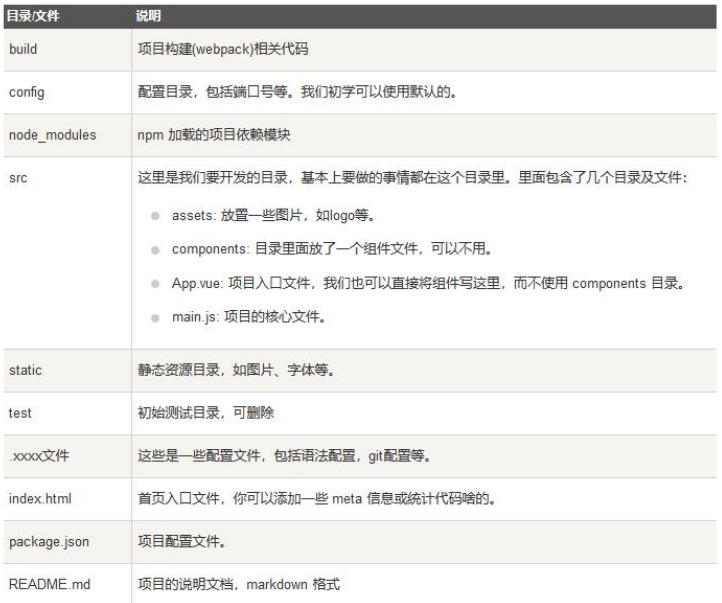 目录/文件 说明
build 项目构建(webpack)相关代码
config 配置目录，包括端口号等。我们初学可以使用默认的。
node_modules npm 加载的项目依赖模块
src 这里是我们要开发的目录，基本上要做的事情都在这个目录里。里面包含了几个目录及文件：
assets: 放置一些图片，如logo等。
components: 目录里面放了一个组件文件，可以不用。
App.vue: 项目入口文件，我们也可以直接将组件写这里，而不使用 components 目录。
main.js: 项目的核心文件。
static 静态资源目录，如图片、字体等。
test 初始测试目录，可删除
.xxxx文件 这些是一些配置文件，包括语法配置，git配置等。
index.html 首页入口文件，你可以添加一些 meta 信息或统计代码啥的。
package.json 项目配置文件。
README.md 项目的说明文档，markdown 格式